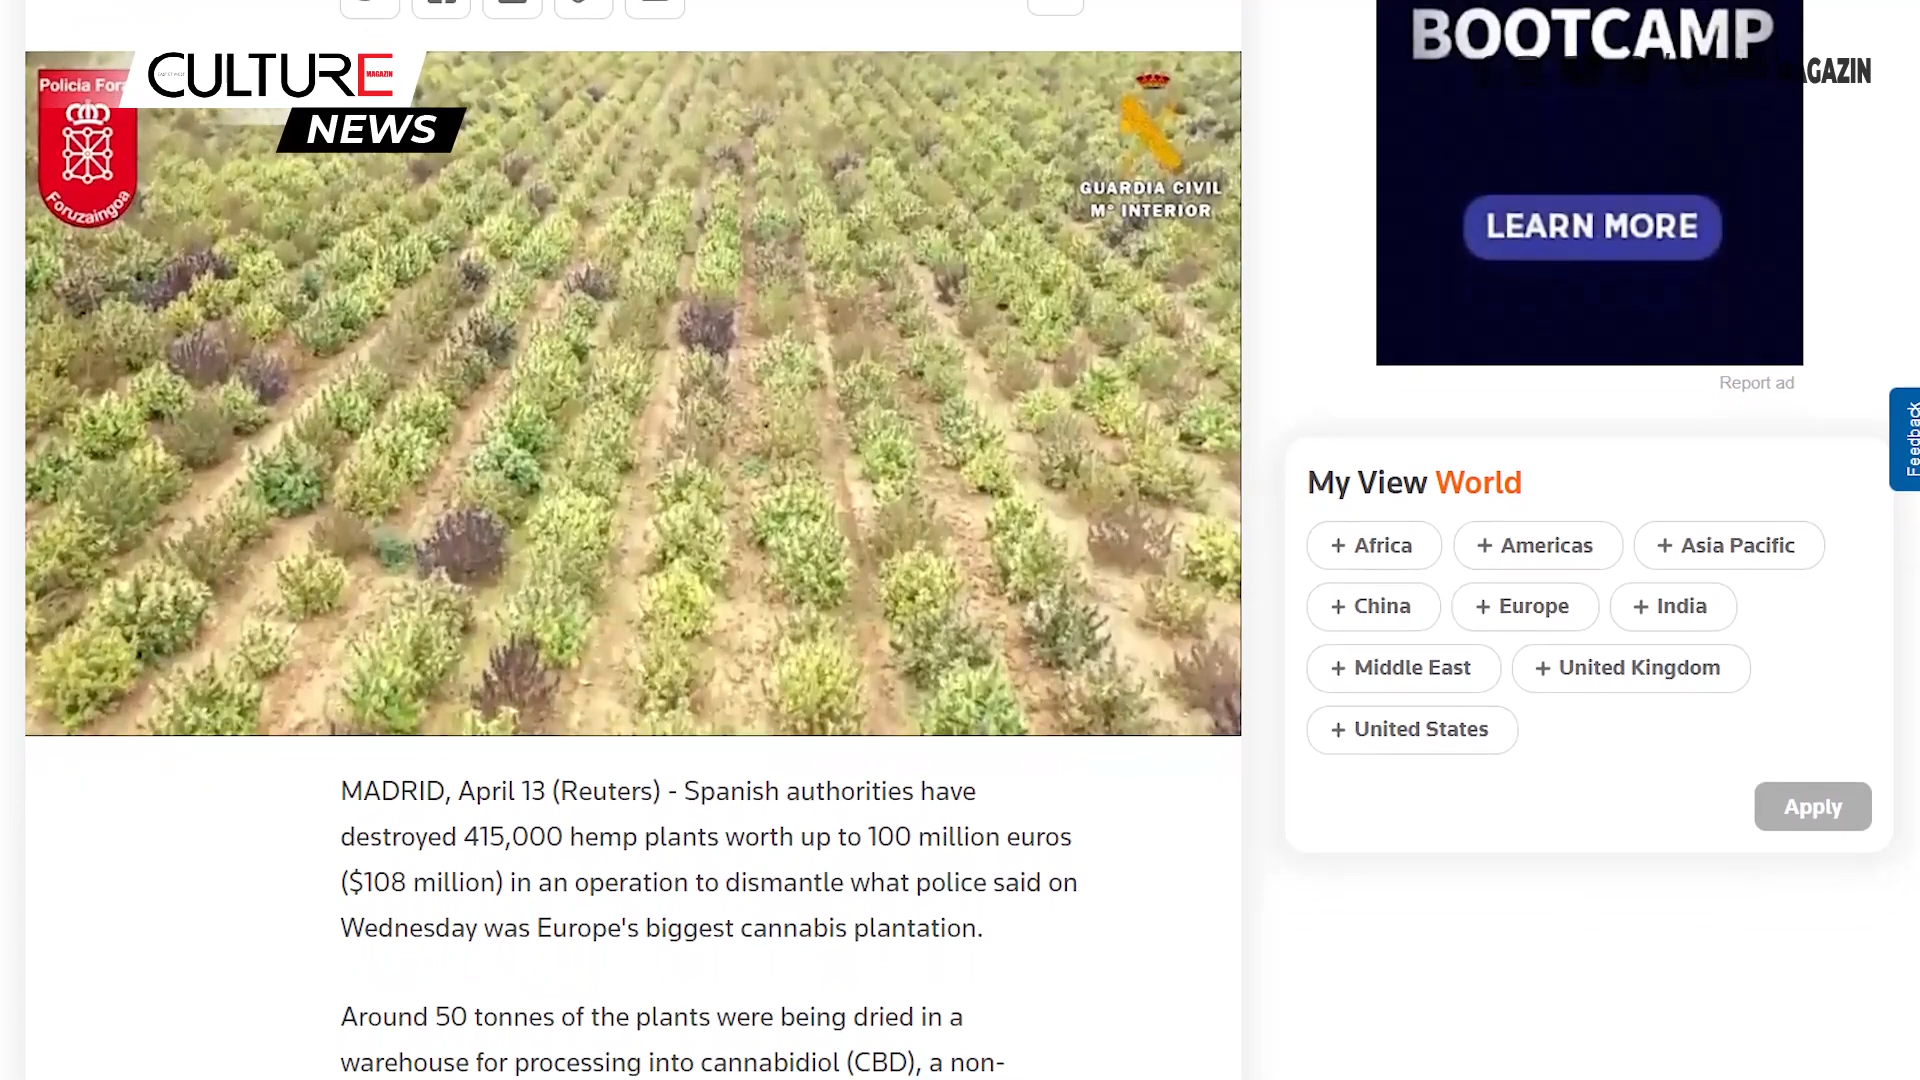 CULTURE
MAGAZIN
NEWS
Policia Fora
Foruzaingoa
GUARDIA CIVIL
Mº INTERIOR
BOOTCAMP
AGAZIN
LEARN MORE
Report ad
Feedback
My View World
+ Africa
+ Americas
+ Asia Pacific
+ China
+ Europe
+ India
+ Middle East
+ United Kingdom
+ United States
Apply
MADRID, April 13 (Reuters) - Spanish authorities have
destroyed 415,000 hemp plants worth up to 100 million euros
($108 million) in an operation to dismantle what police said on
Wednesday was Europe's biggest cannabis plantation.
Around 50 tonnes of the plants were being dried in a
warehouse for processing into cannabidiol (CBD), a non-